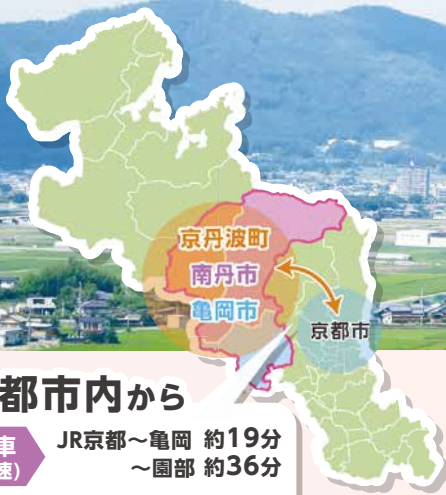 京丹波町
南丹市
亀岡市
京都市
都市内から
車
速)
JR京都〜亀岡 約19分
〜園部 約36分